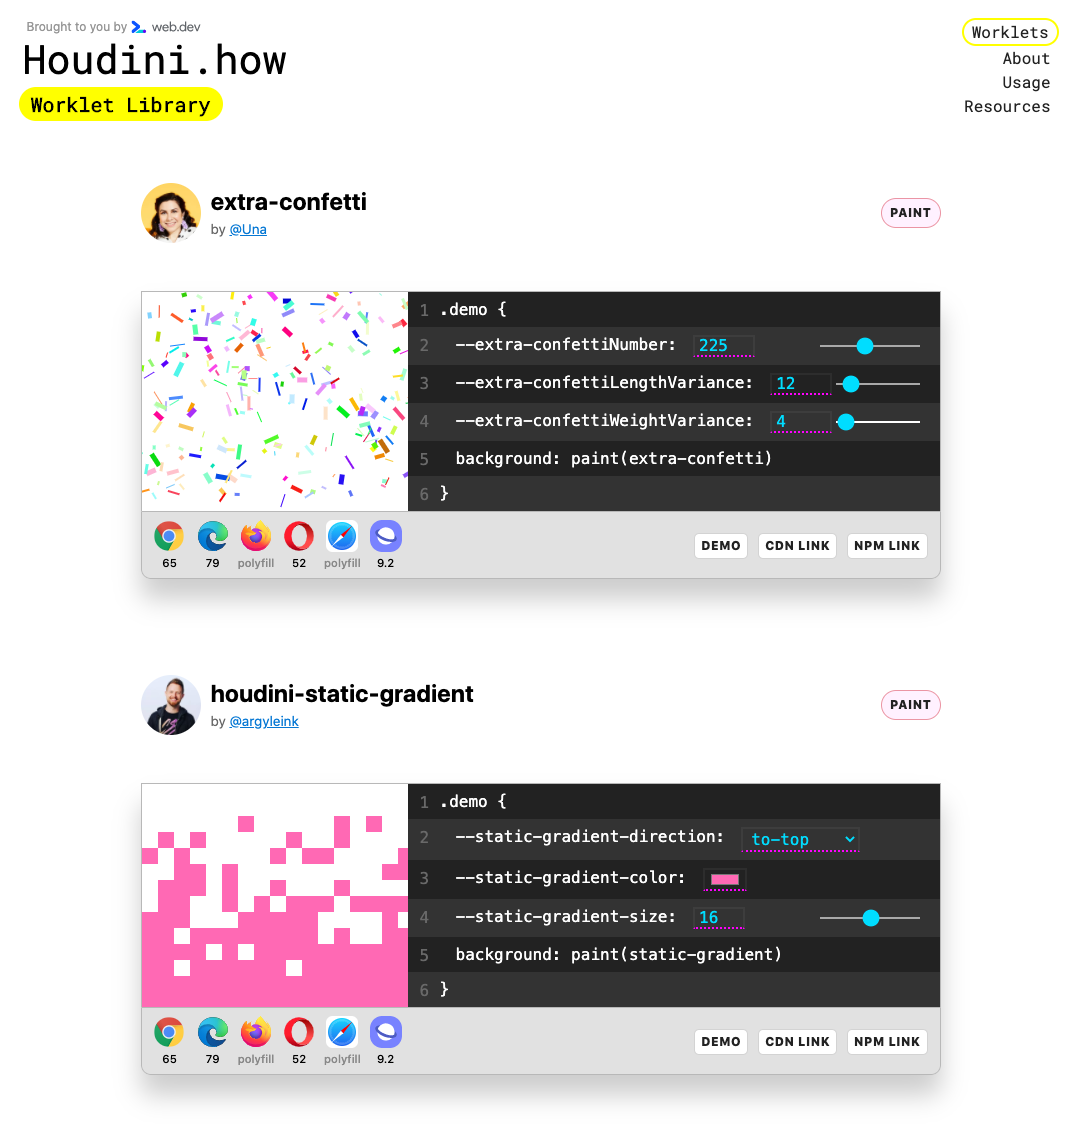 Brought to you by web.dev
Houdini.how
Worklet Library
Worklets
About
Usage
Resources
extra-confetti
by @Una
PAINT
1 .demo {
2 --extra-confettiNumber: 225
3 --extra-confettiLengthVariance: 12
4 --extra-confettiWeightVariance: 4
5 background: paint(extra-confetti)
6 }
65 79 polyfill 52 polyfill 9.2
DEMO CDN LINK NPM LINK
houdini-static-gradient
by @argyleink
PAINT
1 .demo {
2 --static-gradient-direction: to-top
3 --static-gradient-color:
4 --static-gradient-size: 16
5 background: paint(static-gradient)
6 }
65 79 polyfill 52 polyfill 9.2
DEMO CDN LINK NPM LINK